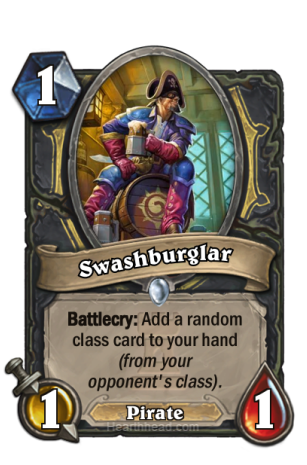 1
Swashburglar
Battlecry: Add a random
class card to your hand
(from your
opponent's class).
1
Pirate
1
Hearthhead.com